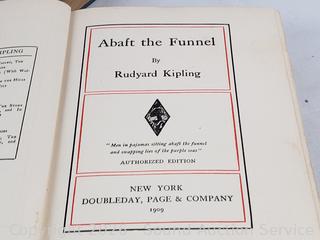 PLING
Abaft the Funnel
By
Rudyard Kipling
"Men in pajamas sitting abaft the funnel
and swapping lies of the purple seas"
AUTHORIZED EDITION
NEW YORK
DOUBLEDAY, PAGE & COMPANY
1909